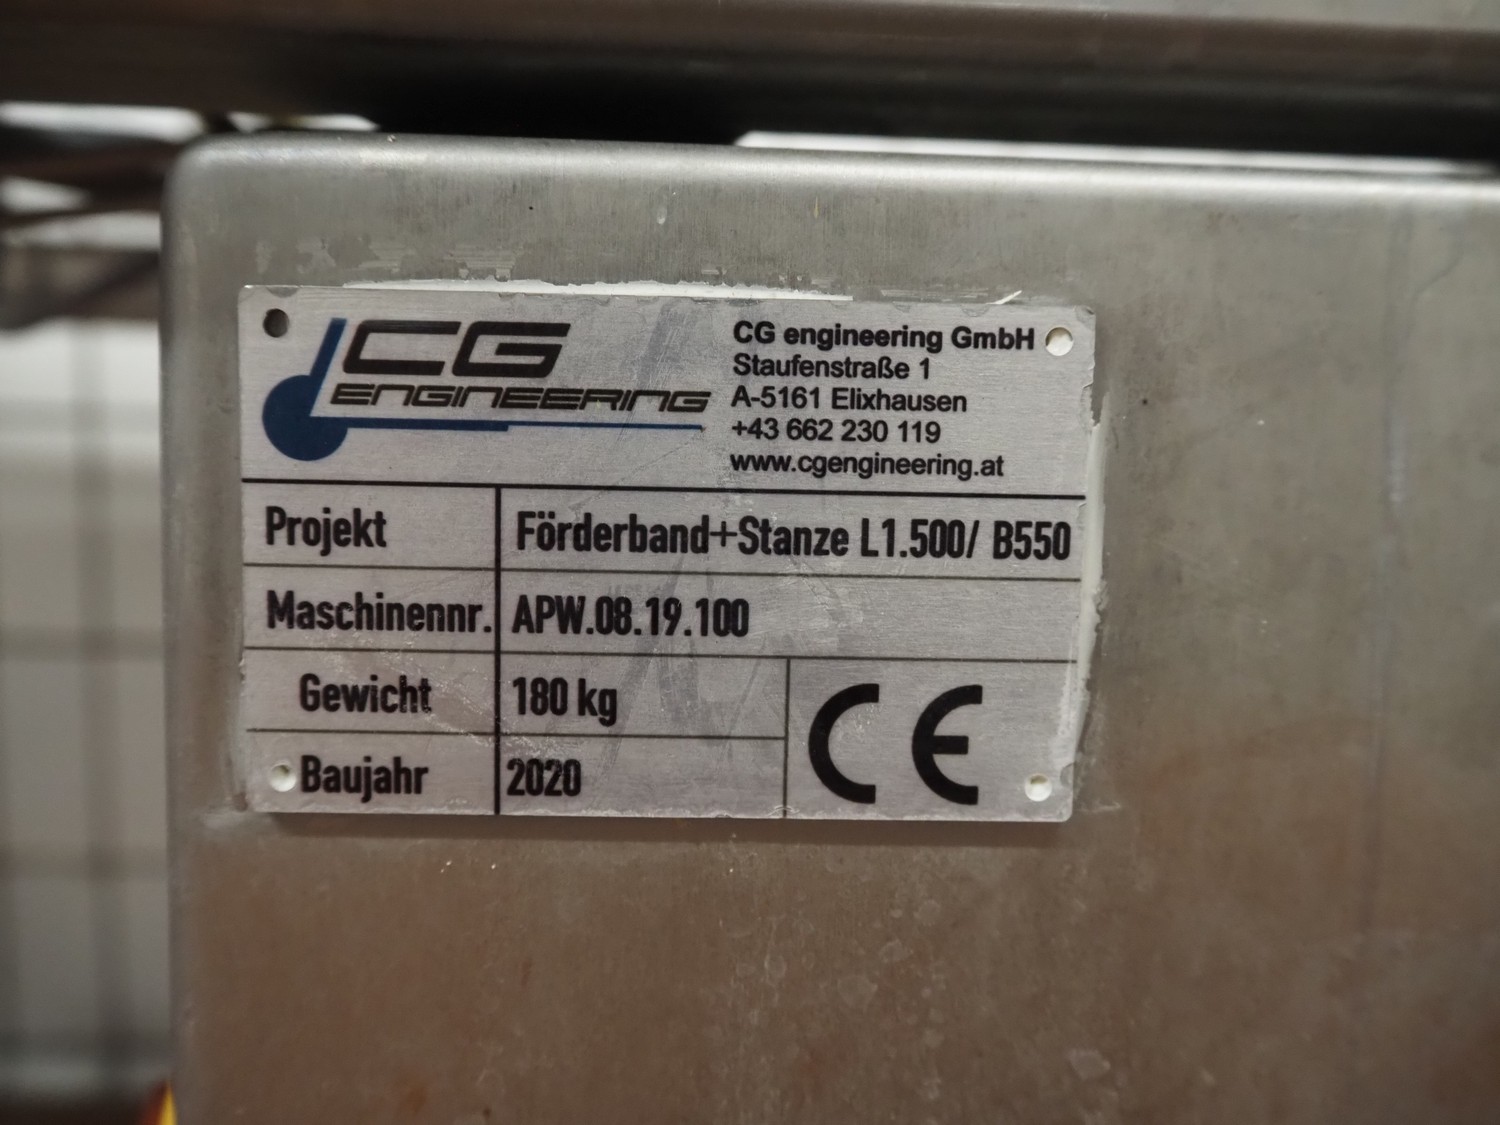 CG
ENGINEERING
CG engineering GmbH
Staufenstraße 1
A-5161 Elixhausen
+43 662 230 119
www.cgengineering.at
Projekt Förderband+Stanze L1.500/ B550
Maschinennr. APW.08.19.100
Gewicht 180 kg
Baujahr 2020
CE